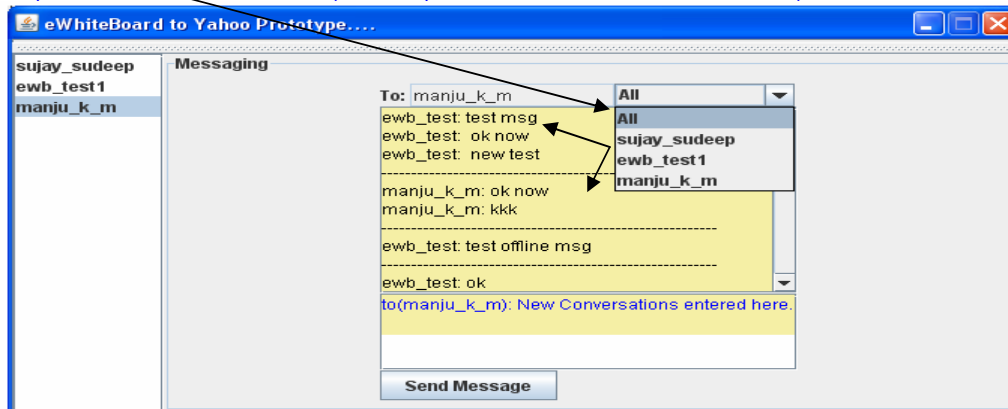 eWhiteBoard to Yahoo Prototype....
sujay_sudeep
ewb_test1
manju_k_m
Messaging
To: manju_k_m
All
All
sujay_sudeep
ewb_test1
manju_k_m
ewb_test: test msg
ewb_test: ok now
ewb_test: new test
----------------------------------------------------------
manju_k_m: ok now
manju_k_m: kkk
----------------------------------------------------------
ewb_test: test offline msg
----------------------------------------------------------
ewb_test: ok
to(manju_k_m): New Conversations entered here.
Send Message